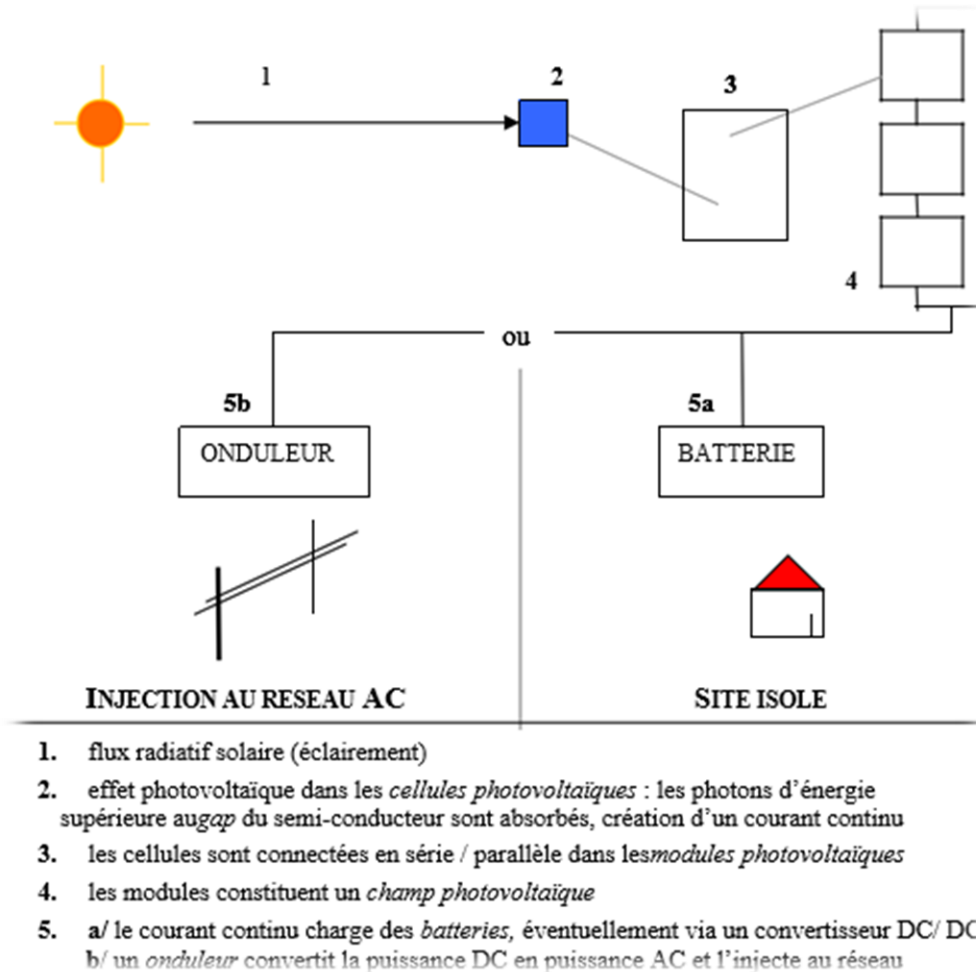 1
2
3
4
ou
5b
5a
ONDULEUR
BATTERIE
INJECTION AU RESEAU AC
SITE ISOLE
1. flux radiatif solaire (éclairement)
2. effet photovoltaïque dans les cellules photovoltaïques : les photons d'énergie
supérieure augap du semi-conducteur sont absorbés, création d'un courant continu
3. les cellules sont connectées en série / parallèle dans lesmodules photovoltaïques
4. les modules constituent un champ photovoltaïque
5. a/ le courant continu charge des batteries, éventuellement via un convertisseur DC/ DC
b/ un onduleur convertit la puissance DC en puissance AC et l'injecte au réseau